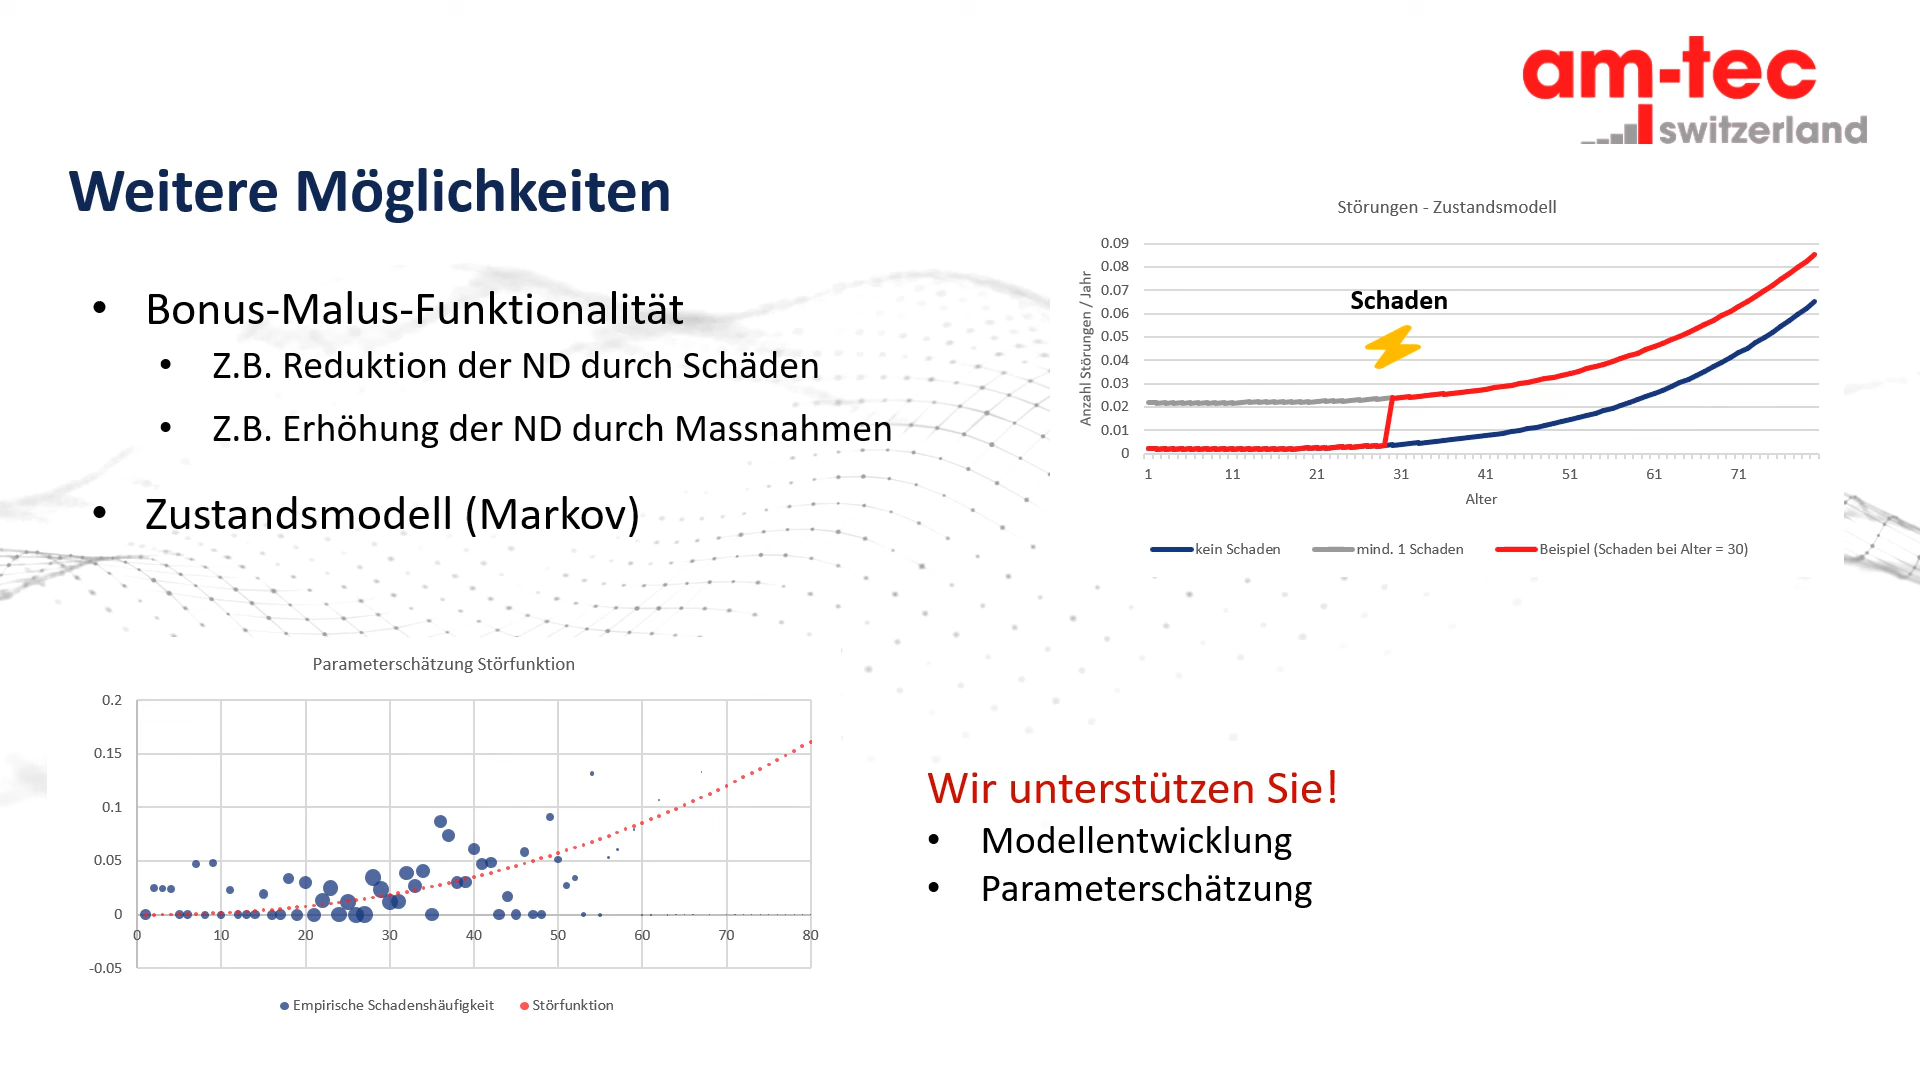 am-tec
switzerland
Weitere Möglichkeiten
• Bonus-Malus-Funktionalität
• Z.B. Reduktion der ND durch Schäden
• Z.B. Erhöhung der ND durch Massnahmen
• Zustandsmodell (Markov)
Störungen - Zustandsmodell
Anzahl Störungen / Jahr
0.09
0.08
0.07
0.06
0.05
0.04
0.03
0.02
0.01
0
Schaden
1 11 21 31 41 51 61 71
Alter
kein Schaden mind. 1 Schaden Beispiel (Schaden bei Alter = 30)
Parameterschätzung Störfunktion
0.2
0.15
0.1
0.05
0
-0.05
0 10 20 30 40 50 60 70 80
Empirische Schadenshäufigkeit Störfunktion
Wir unterstützen Sie!
• Modellentwicklung
• Parameterschätzung